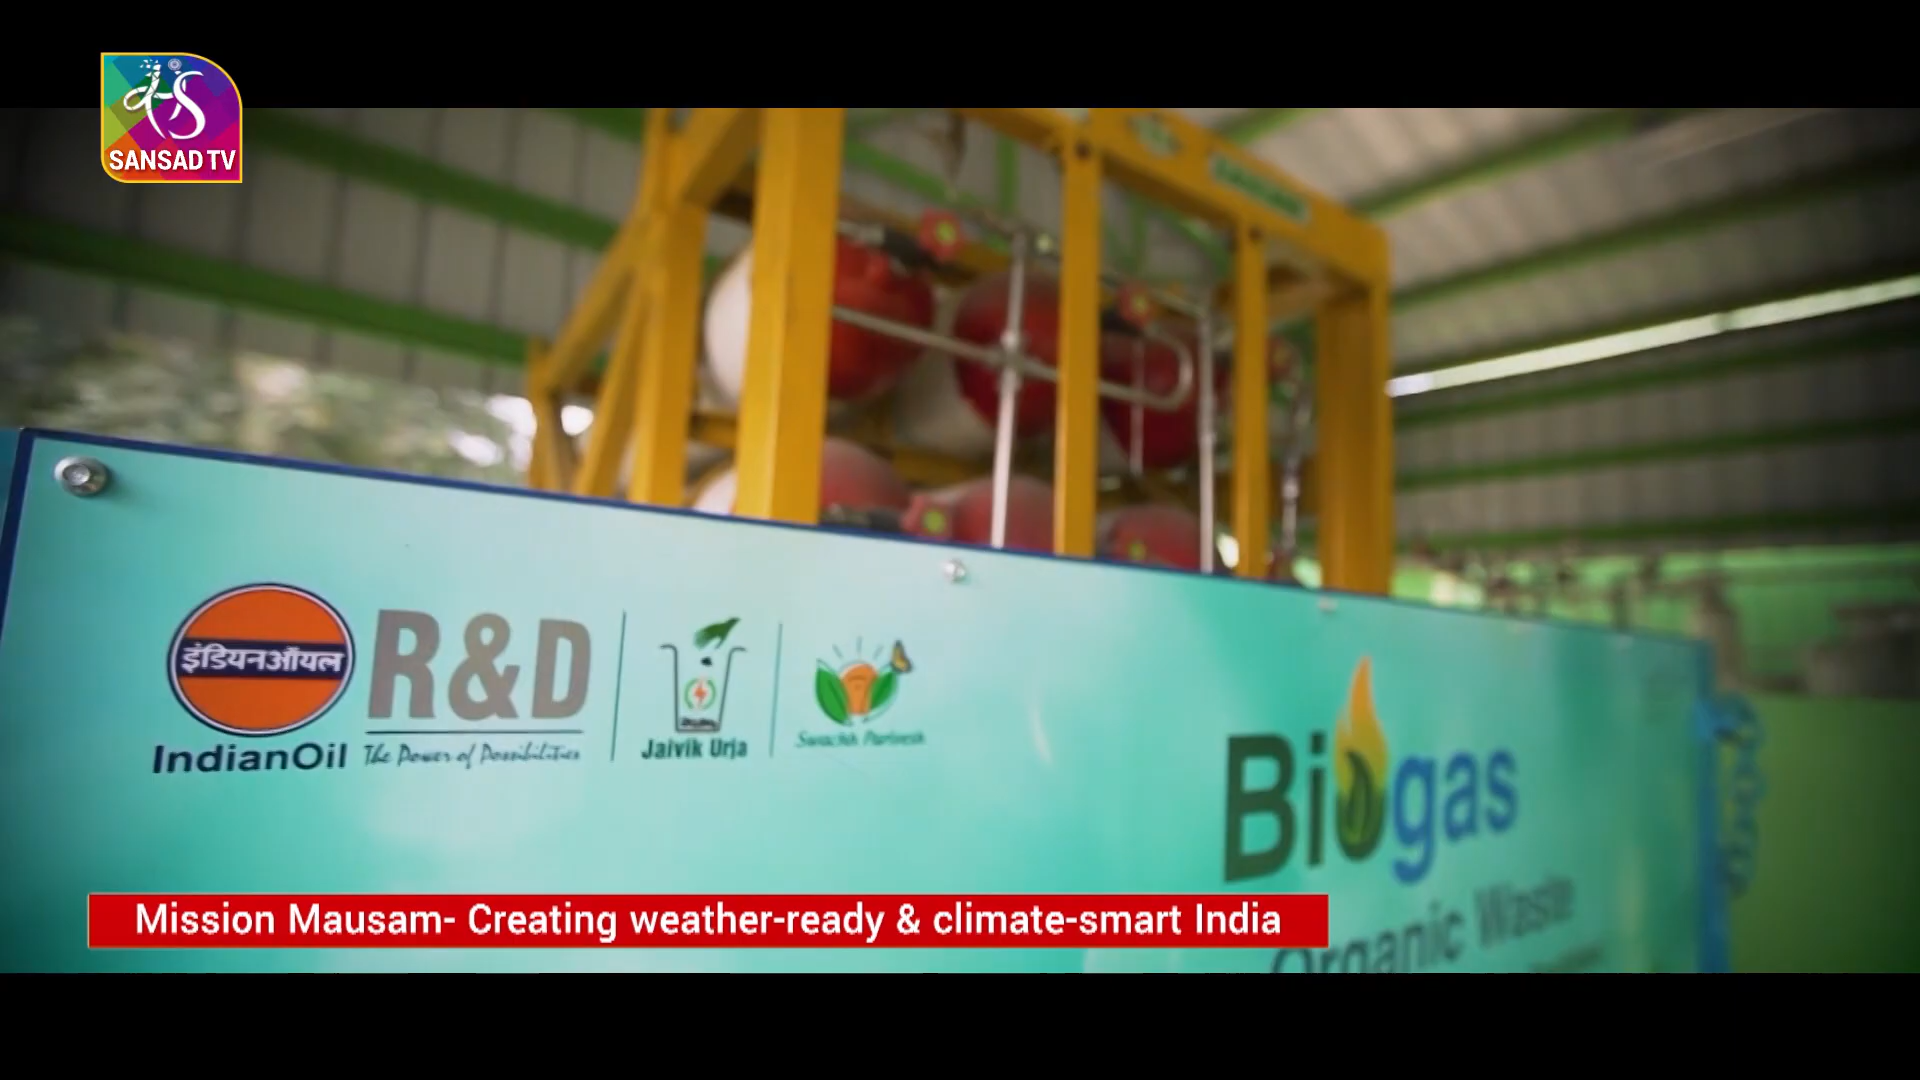 SANSAD TV
इंडियनऑयल
IndianOil
R&D
The Power of Possibilities
Jaivik Urja
Swachh Parivesh
Biogas
Organic Waste
Mission Mausam- Creating weather-ready & climate-smart India